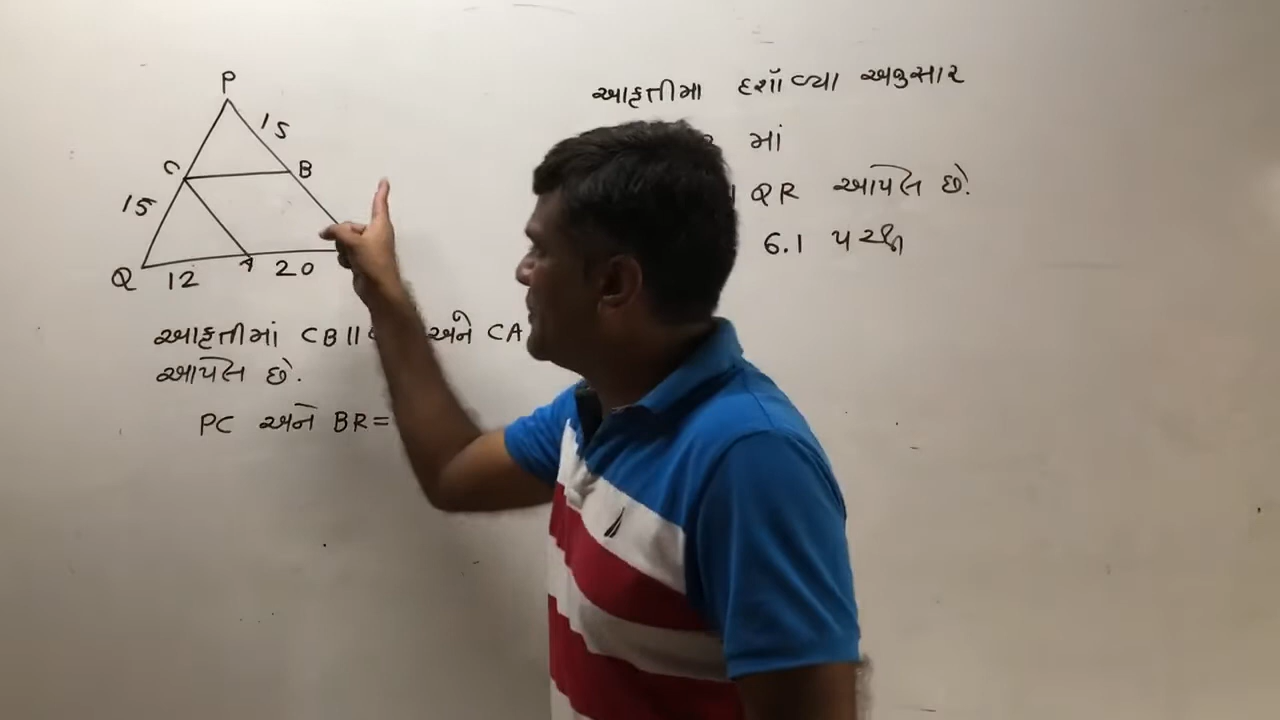 P
15
C
B
15
Q
12
A
20
આકૃતીમાં CB ॥ અને CA
આપેલ છે.
PC અને BR =
આકૃતીમાં દર્શાવ્યા અનુસાર
માં
QR આપેલ છે.
6.1 પરથી